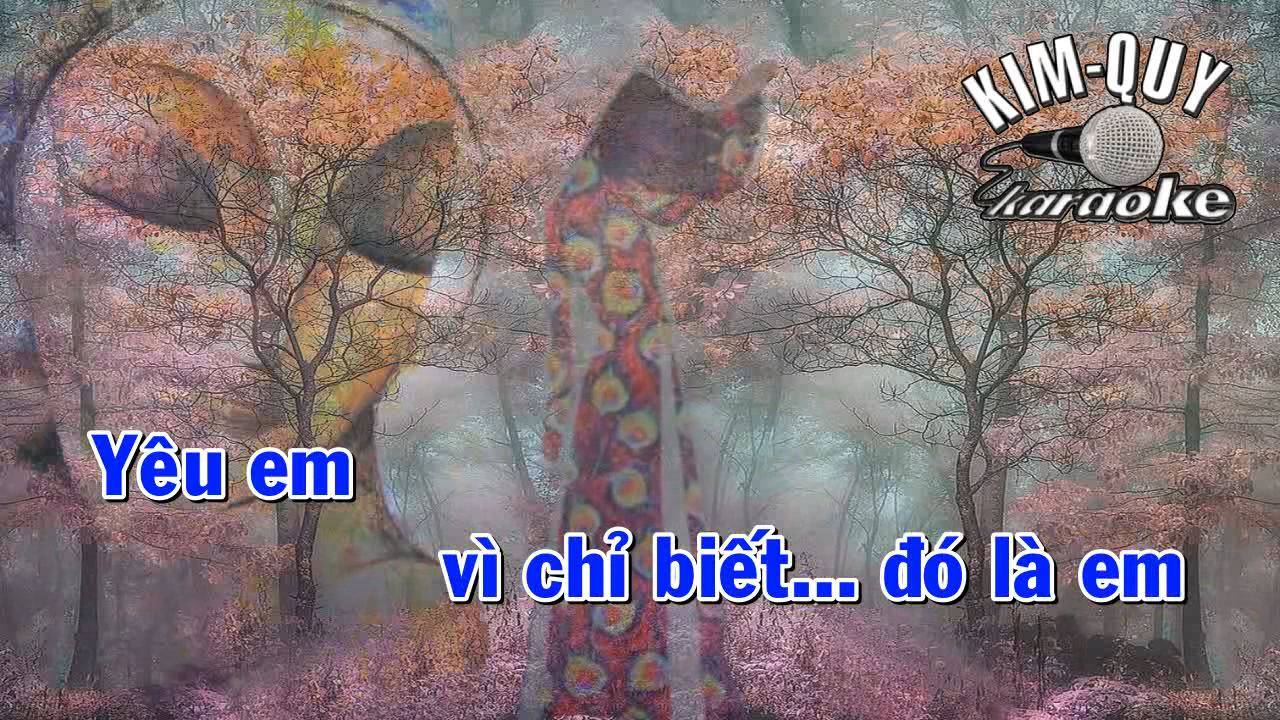 KIM-QUY
karaoke
Yêu em
vì chỉ biết... đó là em